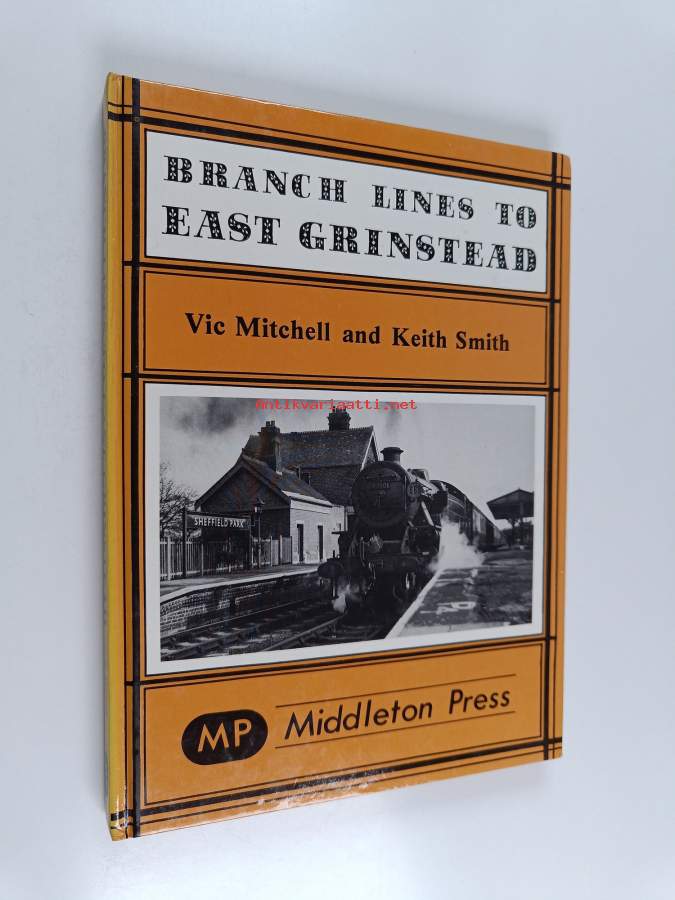 BRANCH LINES TO
EAST GRINSTEAD
Vic Mitchell and Keith Smith
Antikvariaatti.net
SHEFFIELD PARK
MP Middleton Press